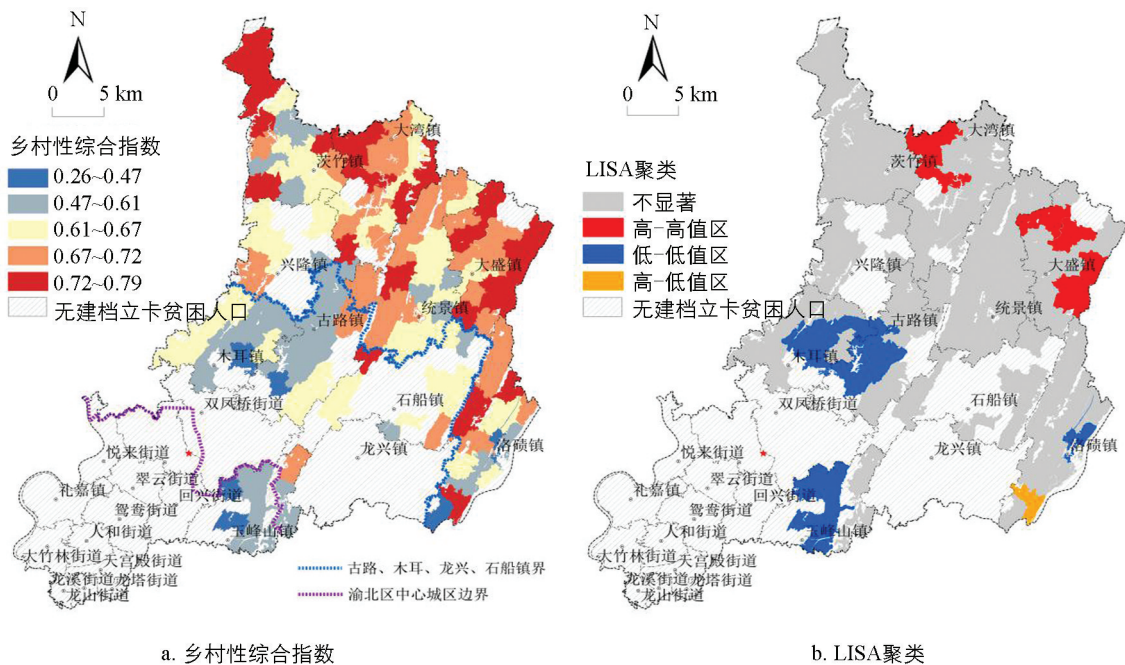 N
0 5 km
乡村性综合指数
0.26~0.47
0.47~0.61
0.61~0.67
0.67~0.72
0.72~0.79
无建档立卡贫困人口
大湾镇
茨竹镇
兴隆镇
大盛镇
统景镇
古路镇
木耳镇
双凤桥街道
石船镇
洛碛镇
龙兴镇
悦来街道
翠云街道
回兴街道
礼嘉镇
鸳鸯街道
人和街道
玉峰山镇
大竹林街道
天宫殿街道
龙溪街道
龙塔街道
龙山街道
古路、木耳、龙兴、石船镇界
渝北区中心城区边界
a. 乡村性综合指数
N
0 5 km
LISA聚类
不显著
高-高值区
低-低值区
高-低值区
无建档立卡贫困人口
大湾镇
茨竹镇
兴隆镇
大盛镇
统景镇
古路镇
木耳镇
双凤桥街道
石船镇
洛碛镇
龙兴镇
悦来街道
翠云街道
回兴街道
礼嘉镇
鸳鸯街道
人和街道
玉峰山镇
大竹林街道
天宫殿街道
龙溪街道
龙塔街道
龙山街道
b. LISA聚类